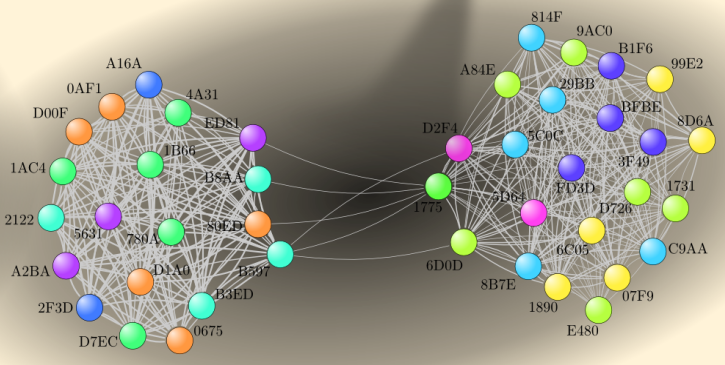 814F
9AC0
B1F6
99E2
A16A
A84E
0AF1
4A31
29BB
D00F
ED81
D2F4
BFBE
8D6A
1B66
5C0C
3F49
1AC4
B8AA
FD3D
1731
2122
5631
780A
80ED
1775
5D64
D726
A2BA
D1A0
B597
6D0D
6C05
C9AA
2F3D
B3ED
8B7E
1890
07F9
D7EC
0675
E480